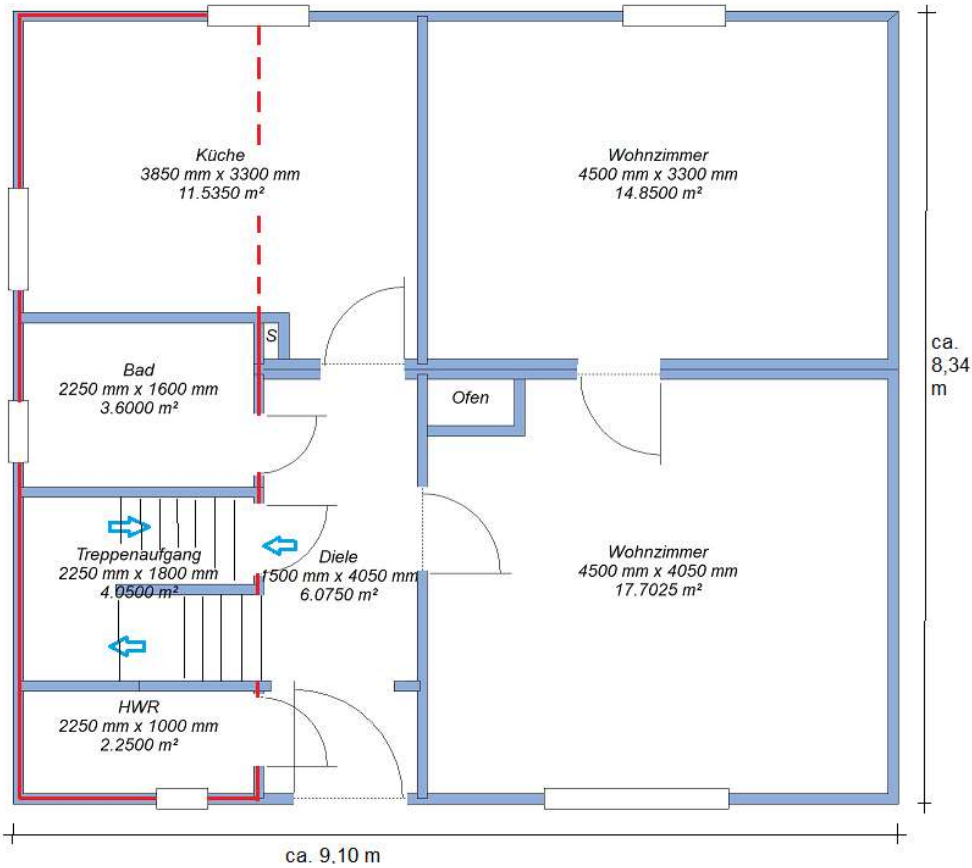 Küche
3850 mm x 3300 mm
11.5350 m²
Wohnzimmer
4500 mm x 3300 mm
14.8500 m²
ca.
8,34
m
S
Bad
2250 mm x 1600 mm
3.6000 m²
Ofen
Treppenaufgang
2250 mm x 1800 mm
4.0500 m²
Diele
1500 mm x 4050 mm
6.0750 m²
Wohnzimmer
4500 mm x 4050 mm
17.7025 m²
HWR
2250 mm x 1000 mm
2.2500 m²
ca. 9,10 m